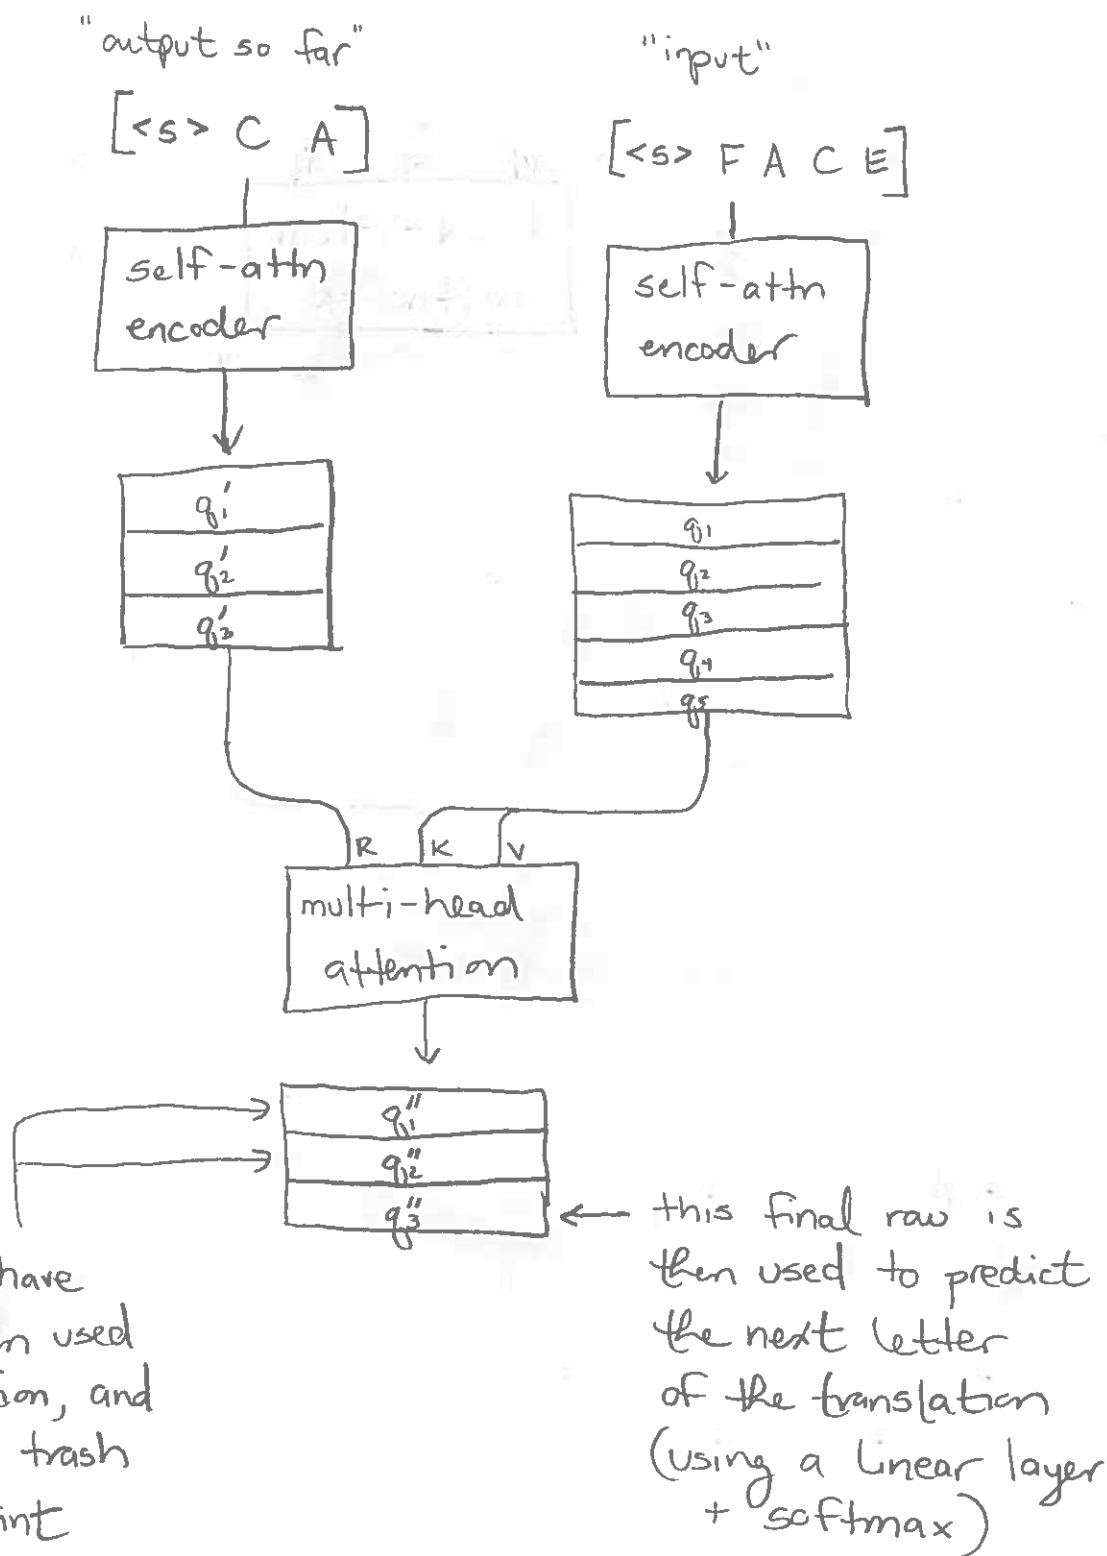 "output so far"
"input"
[<s> C A]
[<s> F A C E]
self-attn
encoder
self-attn
encoder
q1'
q2'
q3'
q1
q2
q3
q4
q5
R K V
multi-head
attention
q1''
q2''
q3''
this final row is
then used to predict
the next letter
of the translation
(using a linear layer
+ softmax)
have
n used
ion, and
trash
int